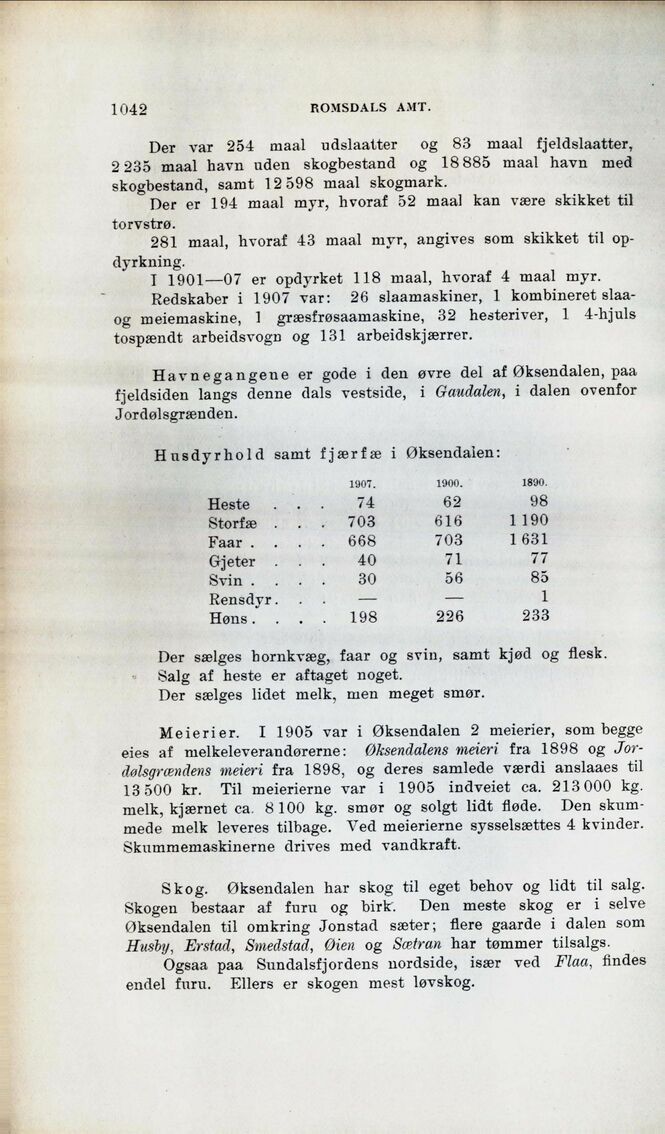 1042 ROMSDALS AMT.
Der var 254 maal udslaatter og 83 maal fjeldslaatter,
2 235 maal havn uden skogbestand og 18 885 maal havn med
skogbestand, samt 12 598 maal skogmark.
Der er 194 maal myr, hvoraf 52 maal kan være skikket til
torvstrø.
281 maal, hvoraf 43 maal myr, angives som skikket til op-
dyrkning.
I 1901—07 er opdyrket 118 maal, hvoraf 4 maal myr.
Redskaber i 1907 var: 26 slaamaskiner, 1 kombineret slaa-
og meiemaskine, 1 græsfrøsaamaskine, 32 hesteriver, 1 4-hjuls
tospændt arbeidsvogn og 131 arbeidskjærrer.
Havnegangene er gode i den øvre del af Øksendalen, paa
fjeldsiden langs denne dals vestside, i Gaudalen, i dalen ovenfor
Jordølsgrænden.
Husdyrhold samt fjærfæ i Øksendalen:
1907. 1900. 1890.
Heste . . . 74 62 98
Storfæ . . . 703 616 1 190
Faar . . . . 668 703 1 631
Gjeter . . . 40 71 77
Svin . . . . 30 56 85
Rensdyr. . . — — 1
Høns. . . . 198 226 233
Der sælges hornkvæg, faar og svin, samt kjød og flesk.
Salg af heste er aftaget noget.
Der sælges lidet melk, men meget smør.
Meierier. I 1905 var i Øksendalen 2 meierier, som begge
eies af melkeleverandørerne: Øksendalens meieri fra 1898 og Jor-
dølsgrændens meieri fra 1898, og deres samlede værdi anslaaes til
13 500 kr. Til meierierne var i 1905 indveiet ca. 213 000 kg.
melk, kjærnet ca. 8 100 kg. smør og solgt lidt fløde. Den skum-
mede melk leveres tilbage. Ved meierierne sysselsættes 4 kvinder.
Skummemaskinerne drives med vandkraft.
Skog. Øksendalen har skog til eget behov og lidt til salg.
Skogen bestaar af furu og birk. Den meste skog er i selve
Øksendalen til omkring Jonstad sæter; flere gaarde i dalen som
Husby, Erstad, Smedstad, Øien og Sætran har tømmer tilsalgs.
Ogsaa paa Sundalsfjordens nordside, især ved Flaa, findes
endel furu. Ellers er skogen mest løvskog.